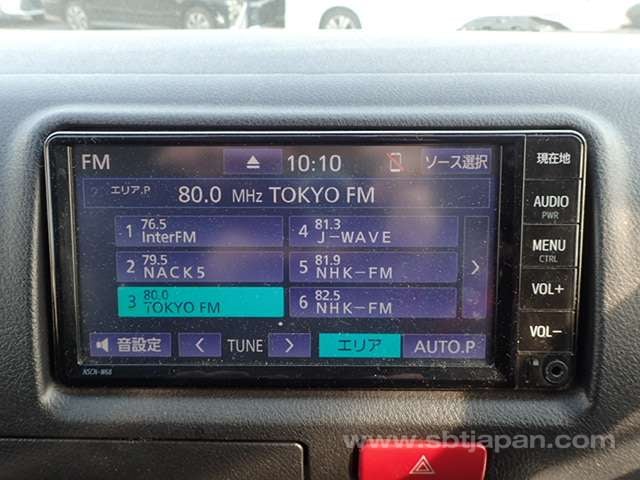 FM 10:10 ソース選択
エリア.P 80.0 MHz TOKYO FM
1 76.5 InterFM
2 79.5 NACK5
3 80.0 TOKYO FM
4 81.3 J-WAVE
5 81.9 NHK-FM
6 82.5 NHK-FM
音設定 < TUNE > エリア AUTO.P
NSCN-W68
現在地
AUDIO
PWR
MENU
CTRL
VOL+
VOL-
www.sbtjapan.com